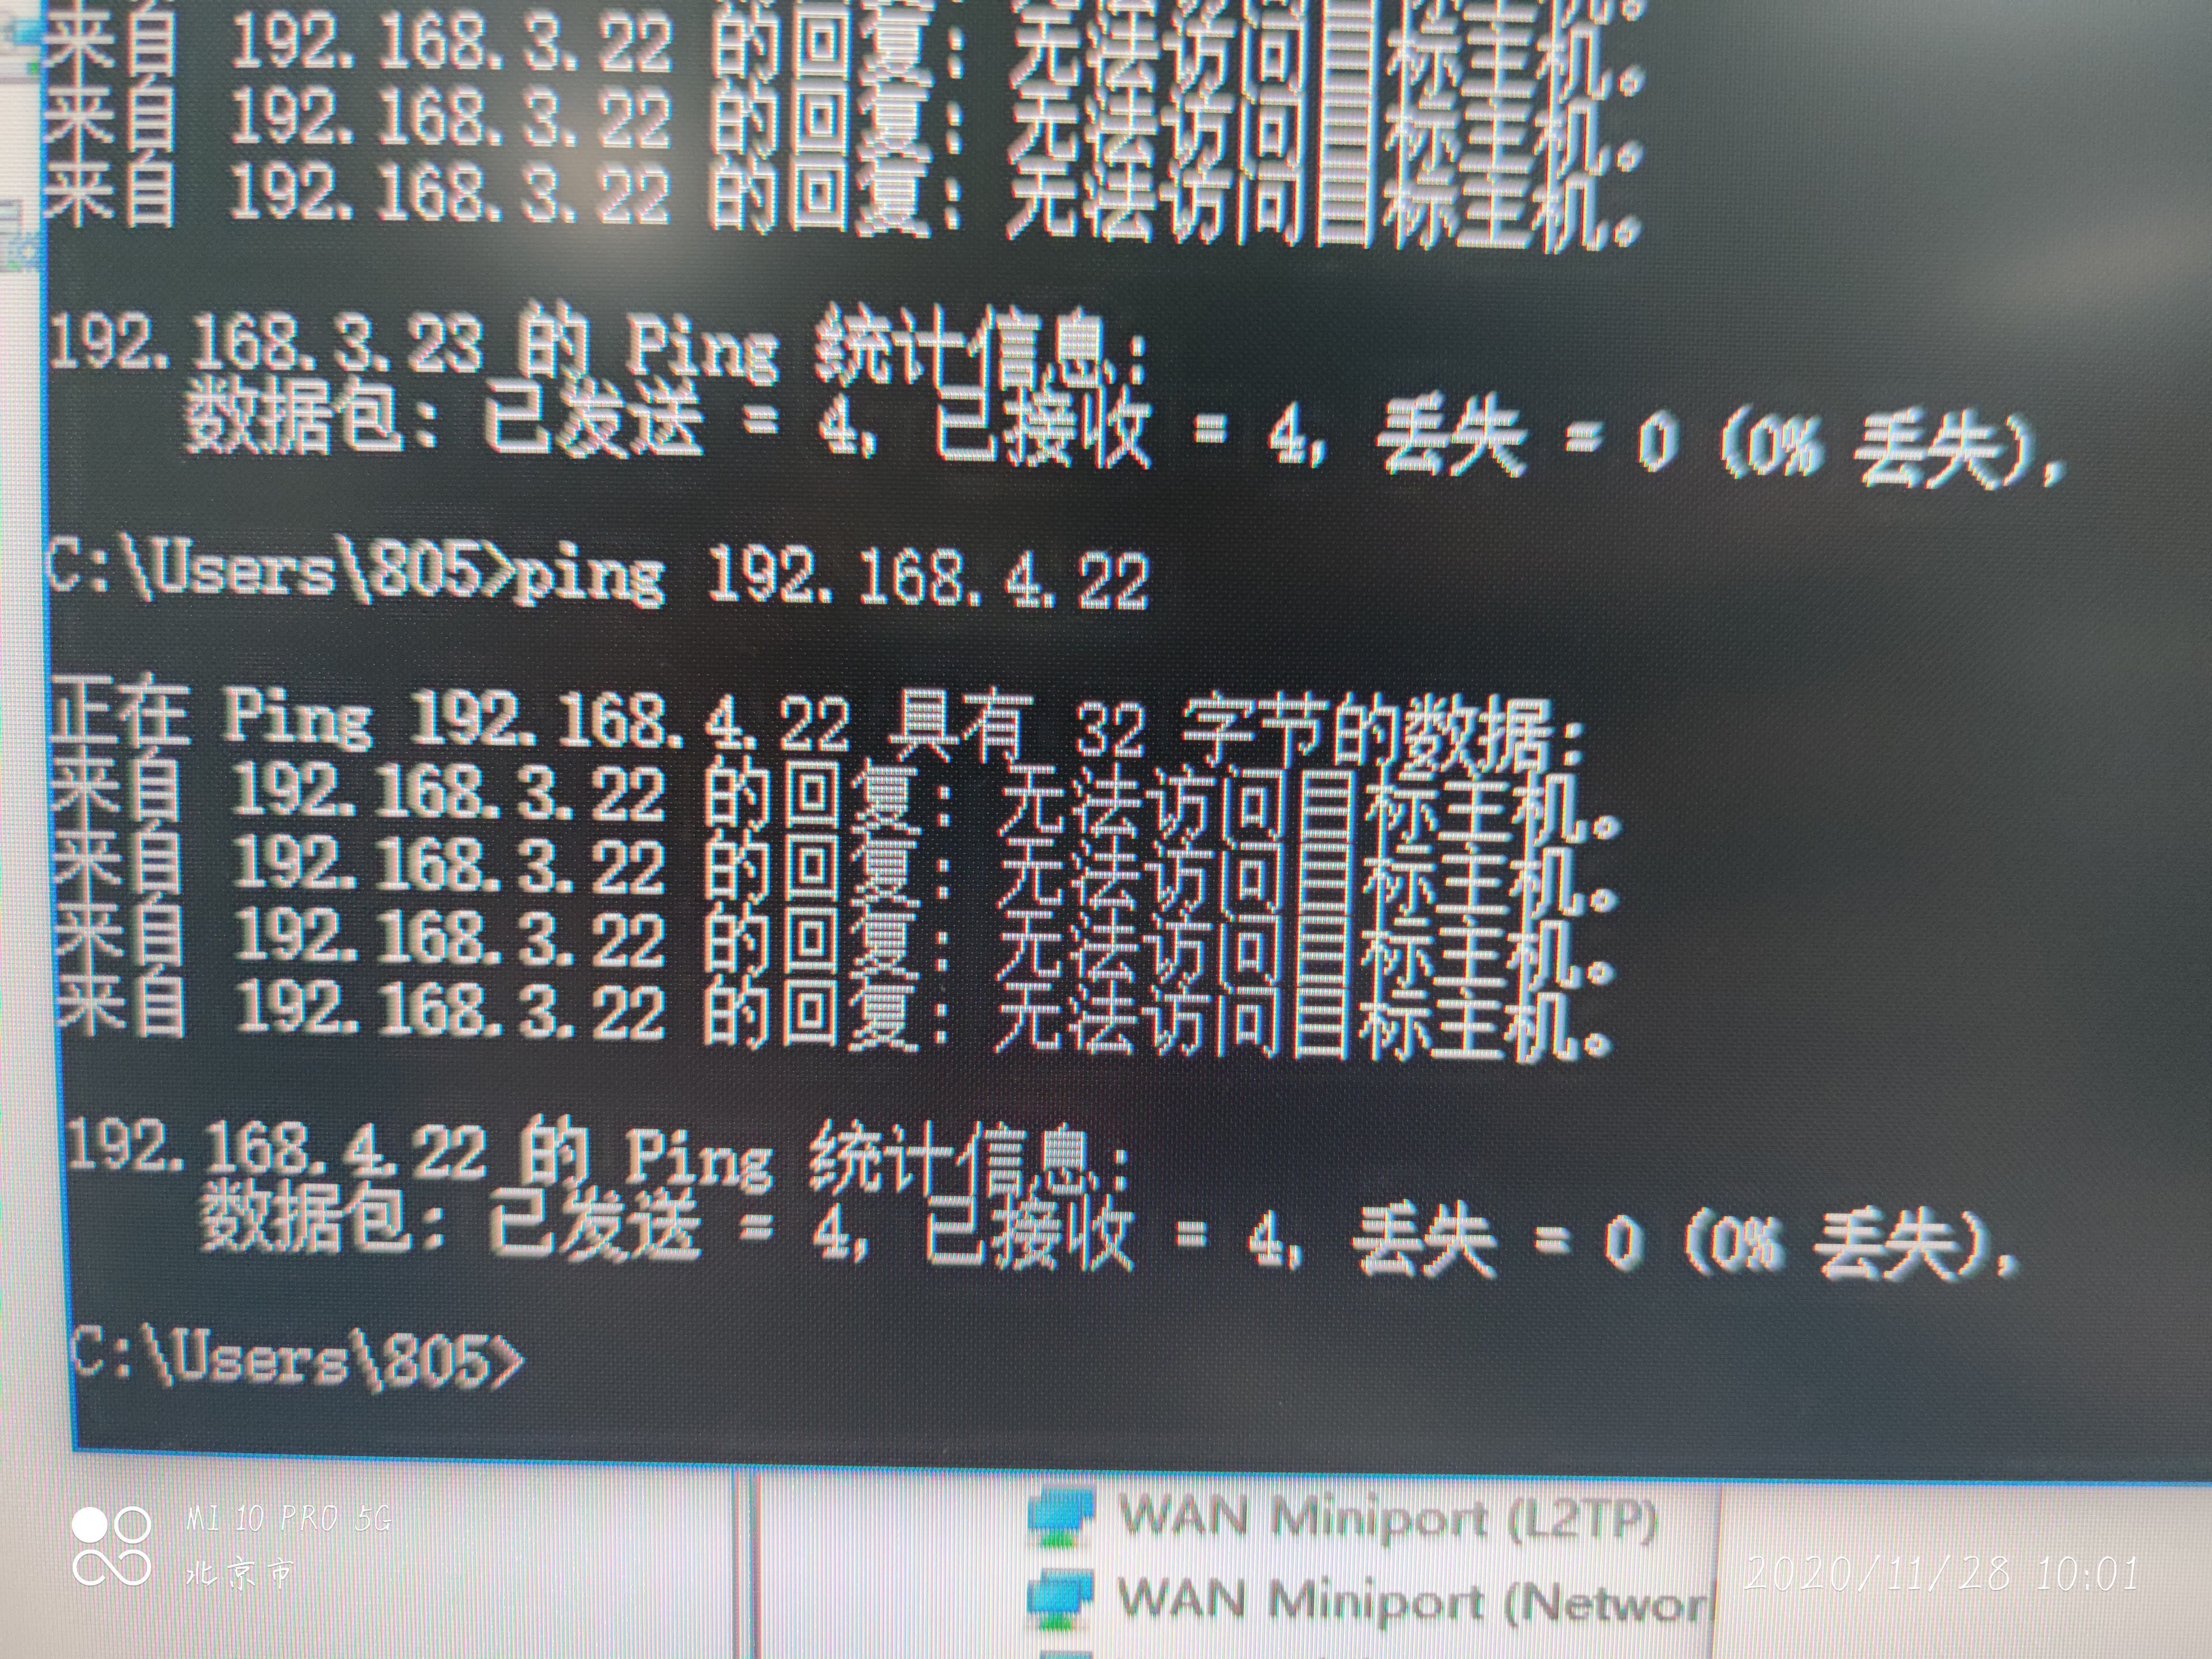 来自 192.168.3.22 的回复: 无法访问目标主机。
来自 192.168.3.22 的回复: 无法访问目标主机。
来自 192.168.3.22 的回复: 无法访问目标主机。
192.168.3.23 的 Ping 统计信息:
数据包: 已发送 = 4, 已接收 = 4, 丢失 = 0 (0% 丢失),
C:\Users\805>ping 192.168.4.22
正在 Ping 192.168.4.22 具有 32 字节的数据:
来自 192.168.3.22 的回复: 无法访问目标主机。
来自 192.168.3.22 的回复: 无法访问目标主机。
来自 192.168.3.22 的回复: 无法访问目标主机。
来自 192.168.3.22 的回复: 无法访问目标主机。
192.168.4.22 的 Ping 统计信息:
数据包: 已发送 = 4, 已接收 = 4, 丢失 = 0 (0% 丢失),
C:\Users\805>
WAN Miniport (L2TP)
WAN Miniport (Networ
MI 10 PRO 5G
北京市
2020/11/28 10:01